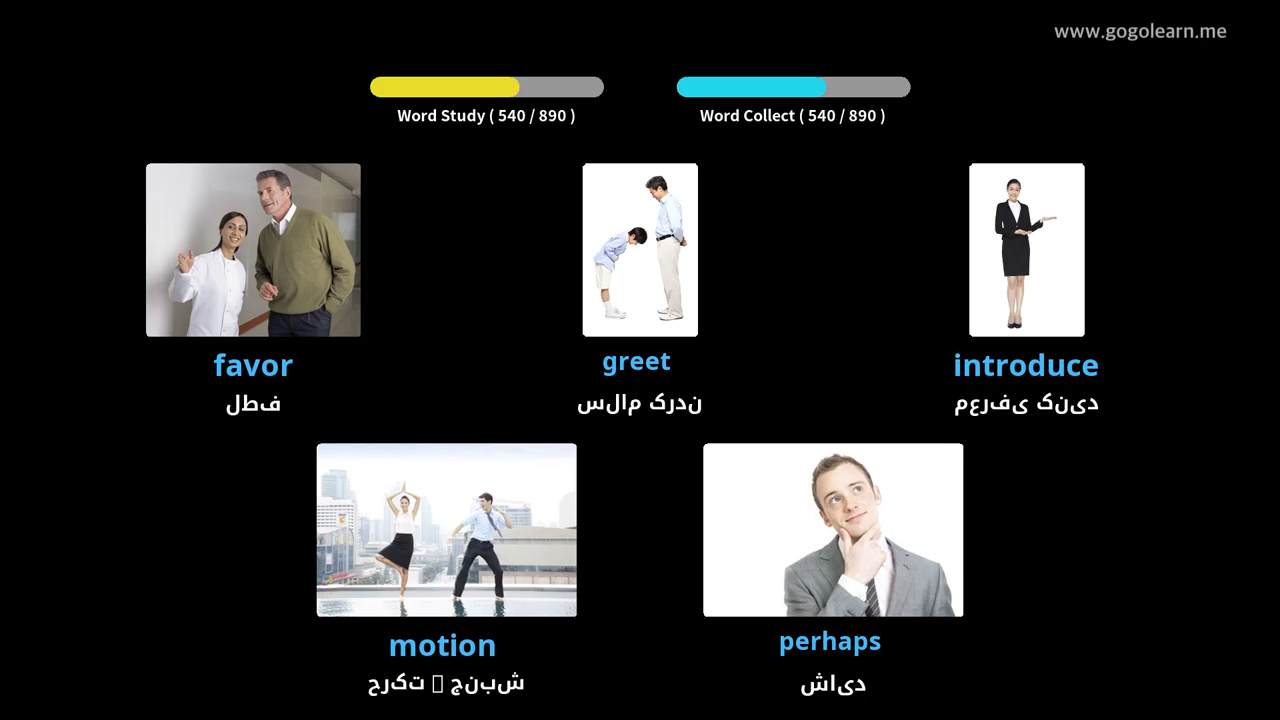 www.gogolearn.me
Word Study ( 540 / 890 )
Word Collect ( 540 / 890 )
favor
فطل
greet
ندرک مالس
introduce
دینک یفرعم
motion
شبنج ▯ تکرح
perhaps
دیاش